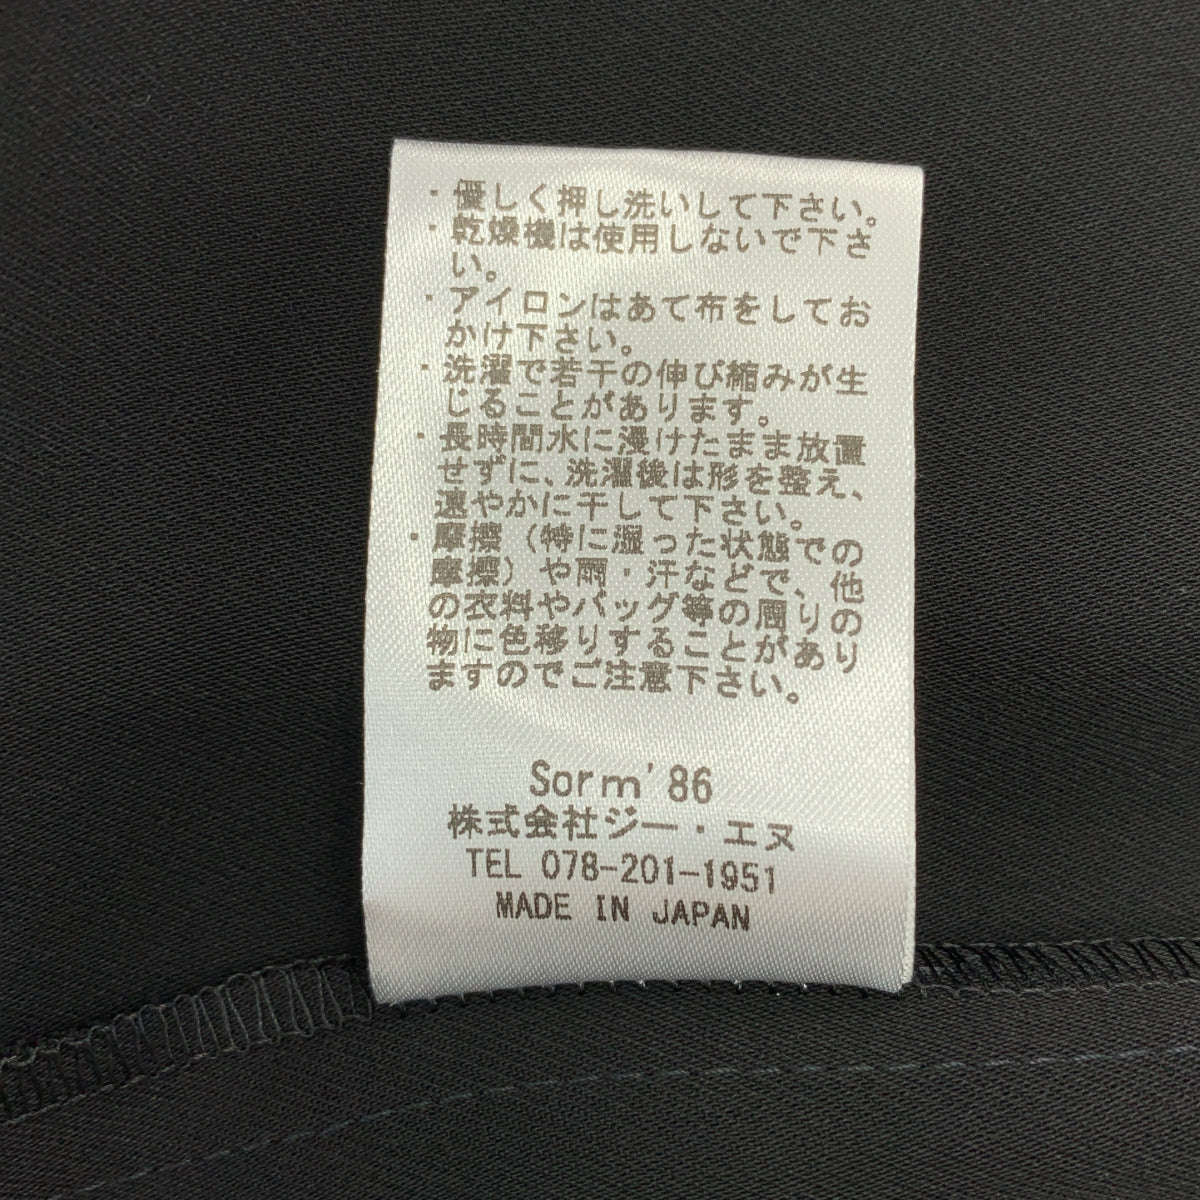 ・優しく押し洗いして下さい。
・乾燥機は使用しないで下さ
い。
・アイロンはあて布をしてお
かけ下さい。
・洗濯で若干の伸び縮みが生
じることがあります。
・長時間水に浸けたまま放置
せずに、洗濯後は形を整え、
速やかに干して下さい。
・摩擦（特に湿った状態での
摩擦）や雨・汗などで、他
の衣料やバッグ等の周りの
物に色移りすることがあり
ますのでご注意下さい。
Sorm'86
株式会社ジー・エヌ
TEL 078-201-1951
MADE IN JAPAN